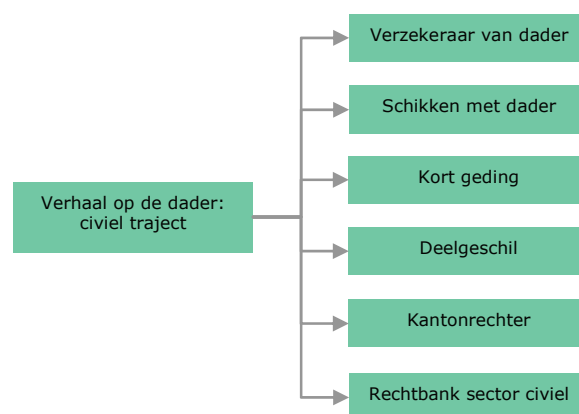 Verzekeraar van dader
Schikken met dader
Kort geding
Verhaal op de dader:
civiel traject
Deelgeschil
Kantonrechter
Rechtbank sector civiel